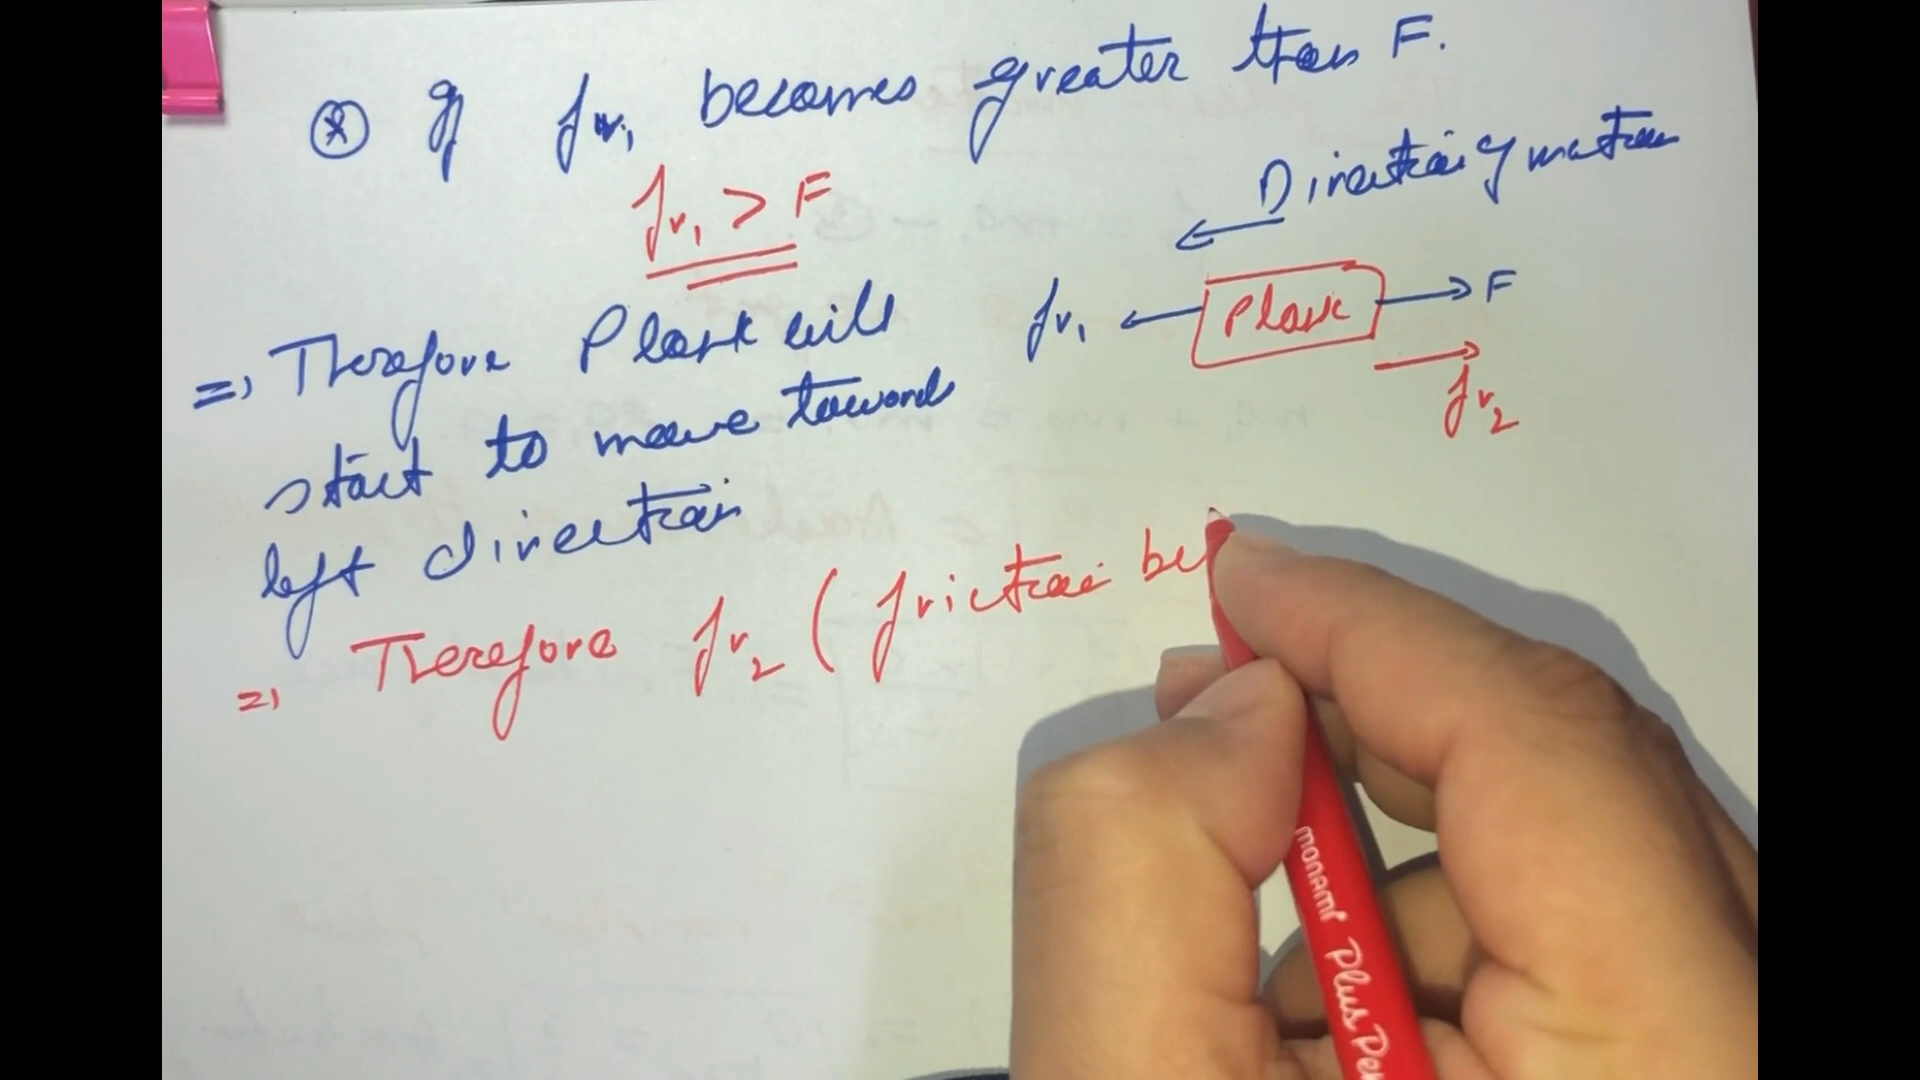 If fr1 becomes greater than F.
fr1 > F
Direction of motion
fr1 Plank F
fr2
=) Therefore Plank will
start to move towards
left direction
=) Therefore fr2 (friction be
monami Plus Pen